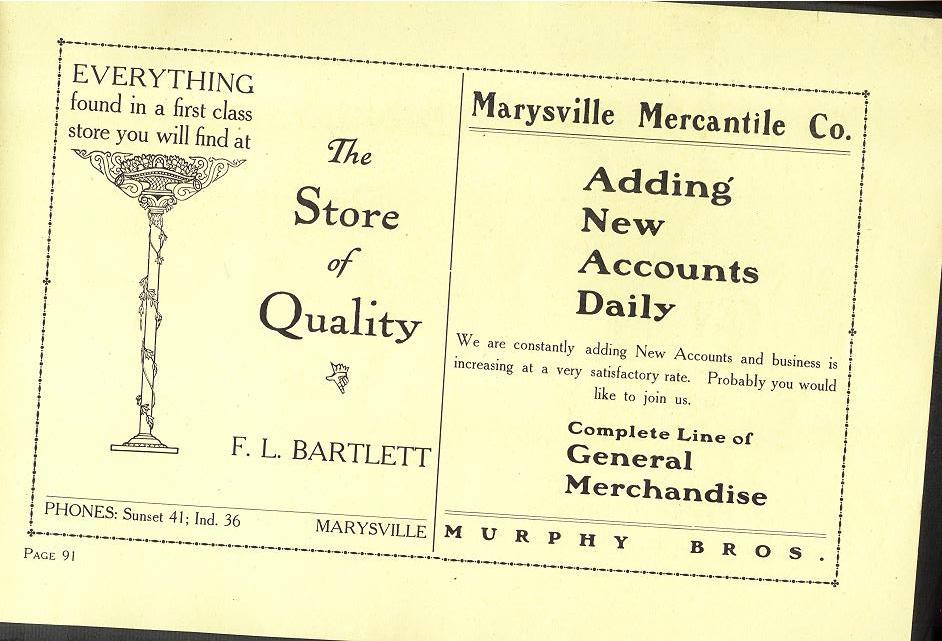 EVERYTHING
found in a first class
store you will find at
The
Store
of
Quality
F. L. BARTLETT
PHONES: Sunset 41; Ind. 36
MARYSVILLE
Marysville Mercantile Co.
Adding
New
Accounts
Daily
We are constantly adding New Accounts and business is
increasing at a very satisfactory rate. Probably you would
like to join us.
Complete Line of
General
Merchandise
MURPHY BROS.
PAGE 91